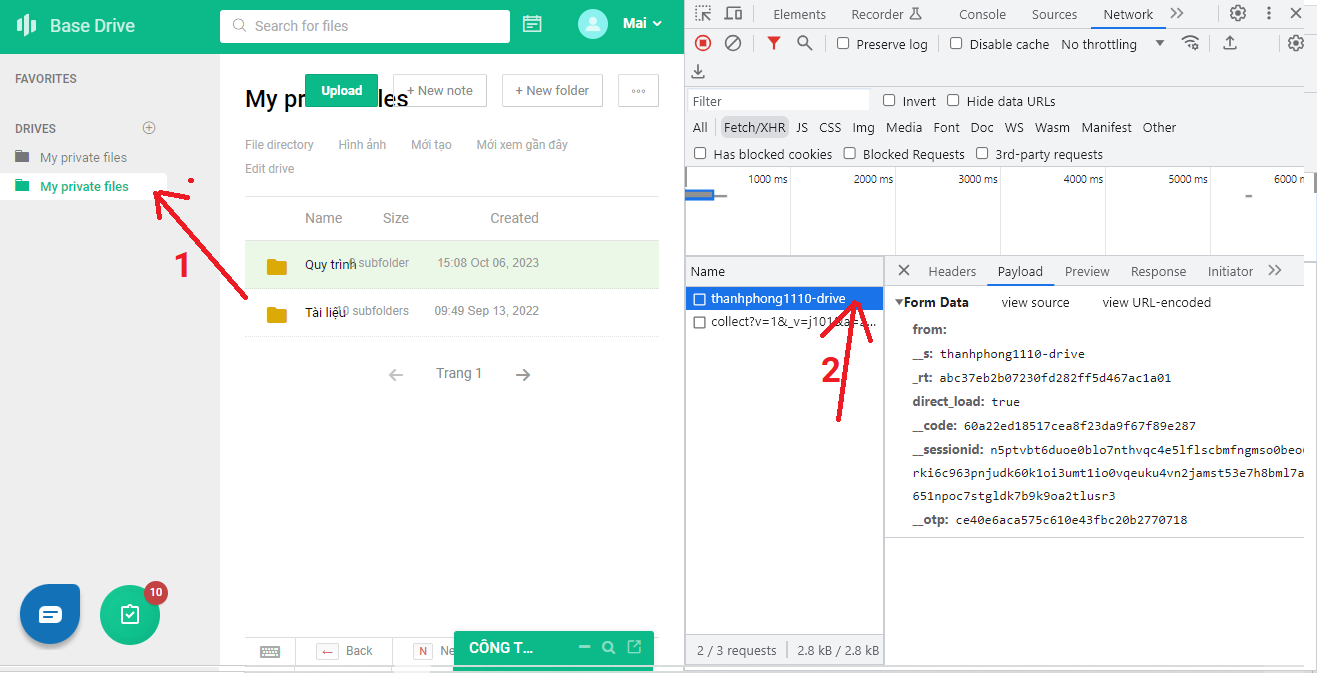 Base Drive
Search for files
Mai
FAVORITES
DRIVES
My private files
My private files
1
My pr les
Upload
+ New note
+ New folder
File directory Hình ảnh Mới tạo Mới xem gần đây
Edit drive
Name Size Created
Quy trình subfolder 15:08 Oct 06, 2023
Tài liệu subfolders 09:49 Sep 13, 2022
Trang 1
10
← Back
N Ne
CÔNG T...
Elements Recorder Console Sources Network
Preserve log Disable cache No throttling
Filter Invert Hide data URLs
All Fetch/XHR JS CSS Img Media Font Doc WS Wasm Manifest Other
Has blocked cookies Blocked Requests 3rd-party requests
1000 ms 2000 ms 3000 ms 4000 ms 5000 ms 6000 m
Name
thanhphong1110-drive
collect?v=1&_v=j101&a=2...
2
2 / 3 requests 2.8 kB / 2.8 kB
Headers Payload Preview Response Initiator
Form Data view source view URL-encoded
from:
__s: thanhphong1110-drive
_rt: abc37eb2b07230fd282ff5d467ac1a01
direct_load: true
__code: 60a22ed18517cea8f23da9f67f89e287
__sessionid: n5ptvbt6duoe0blo7nthvqc4e5lflscbmfngmso0beo6
rki6c963pnjudk60k1oi3umt1io0vqeuku4vn2jamst53e7h8bml7a
651npoc7stgldk7b9k9oa2tlusr3
__otp: ce40e6aca575c610e43fbc20b2770718